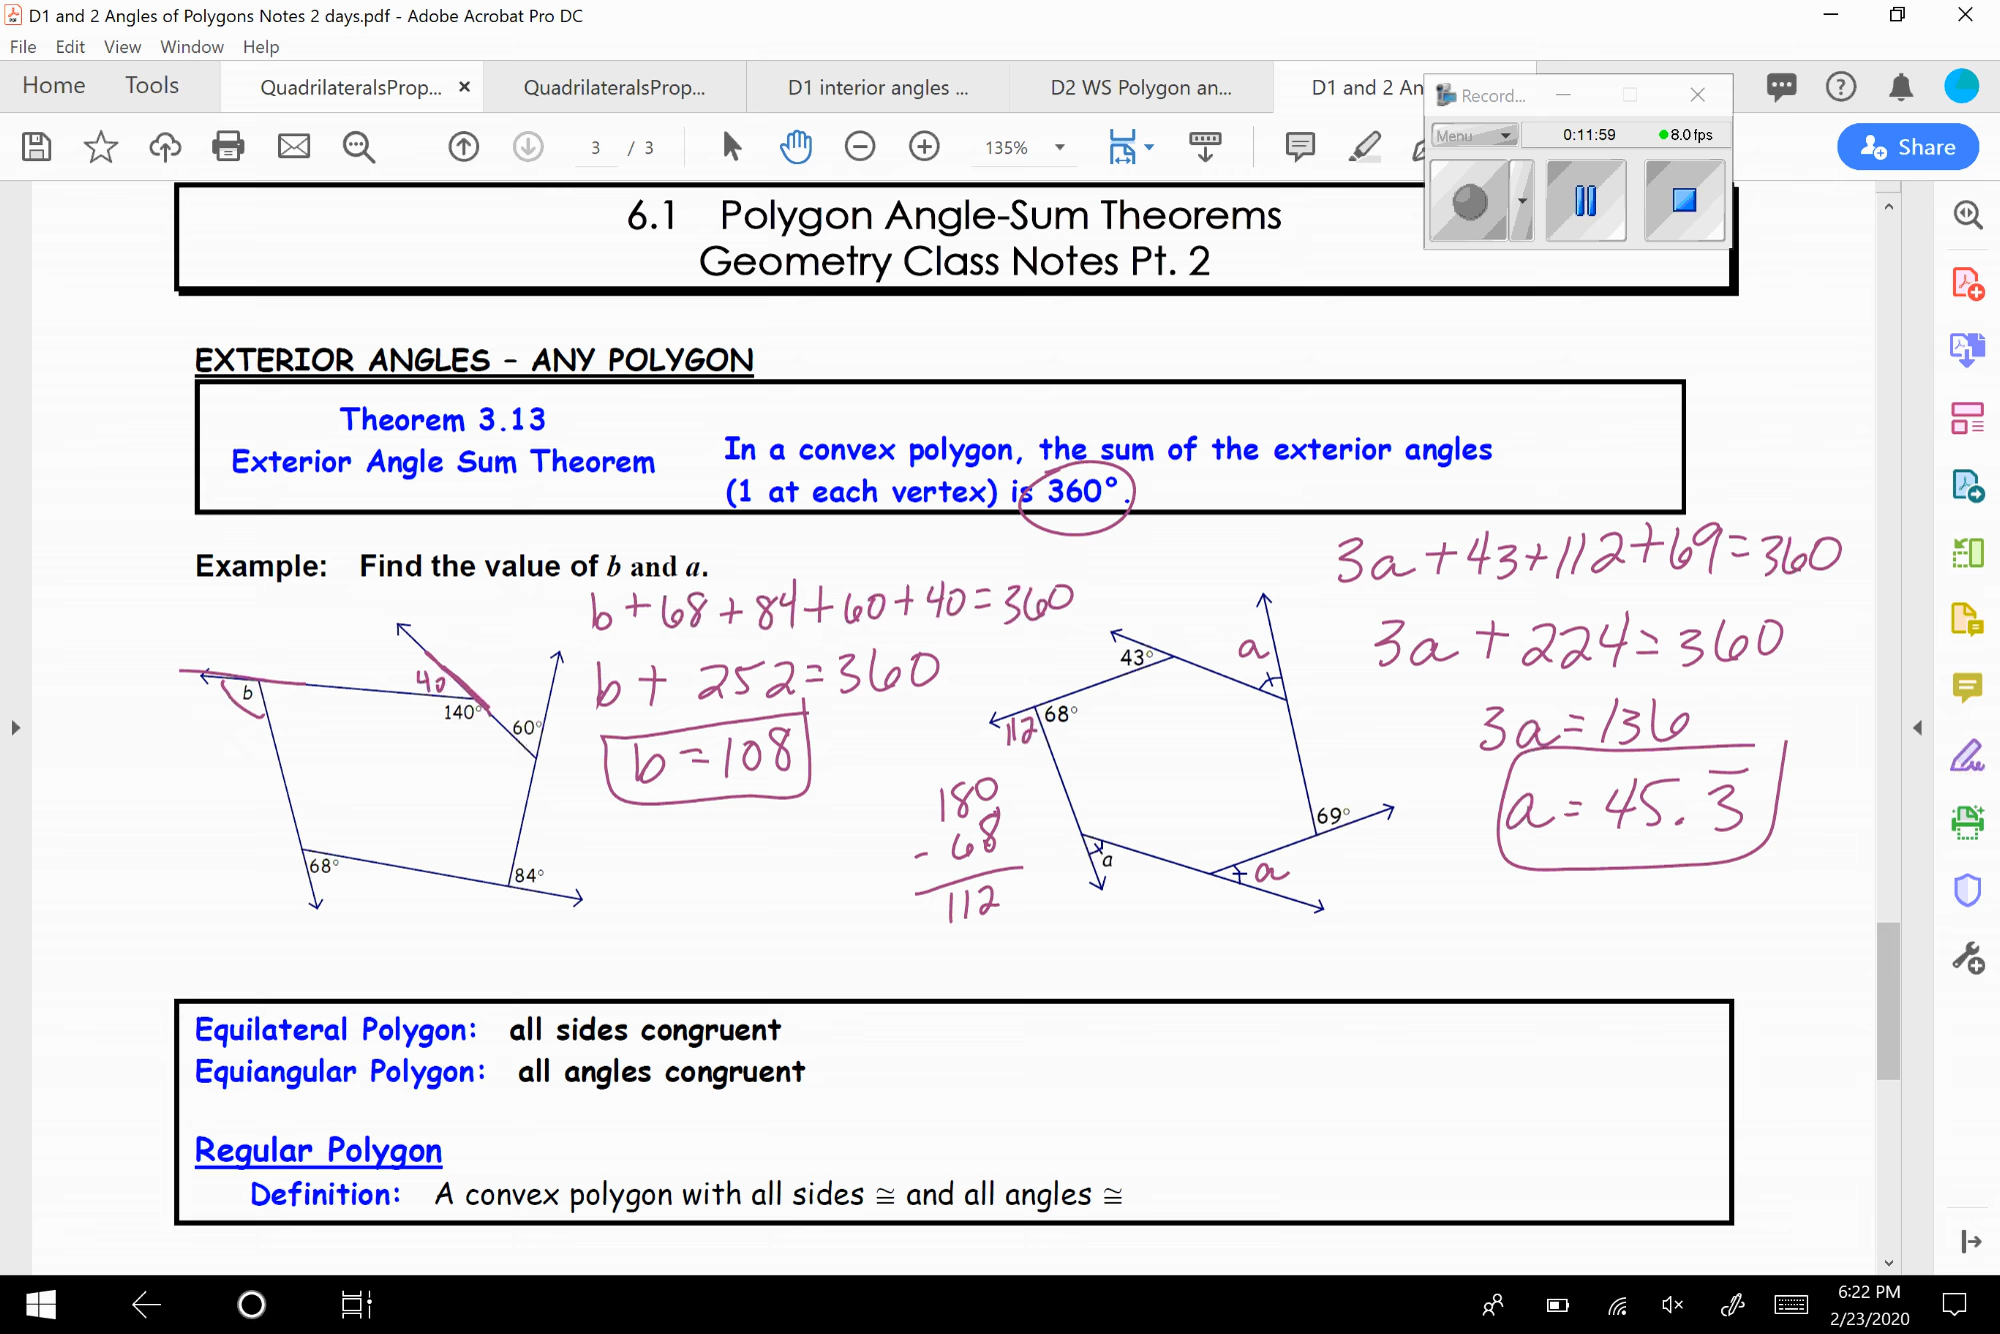 D1 and 2 Angles of Polygons Notes 2 days.pdf - Adobe Acrobat Pro DC
File Edit View Window Help
Home Tools QuadrilateralsProp... × QuadrilateralsProp... D1 interior angles ... D2 WS Polygon an... D1 and 2 An
Record...
Menu 0:11:59 8.0 fps
3 / 3 135% Share
6.1 Polygon Angle-Sum Theorems
Geometry Class Notes Pt. 2
EXTERIOR ANGLES – ANY POLYGON
Theorem 3.13
Exterior Angle Sum Theorem
In a convex polygon, the sum of the exterior angles
(1 at each vertex) is 360°.
Example: Find the value of b and a.
b + 68 + 84 + 60 + 40 = 360
b + 252 = 360
b = 108
b
40
140°
60°
68°
84°
180
- 68
112
43°
a
112
68°
69°
a
a
3a + 43 + 112 + 69 = 360
3a + 224 = 360
3a = 136
a = 45.3̅
Equilateral Polygon: all sides congruent
Equiangular Polygon: all angles congruent
Regular Polygon
Definition: A convex polygon with all sides ≅ and all angles ≅
6:22 PM
2/23/2020